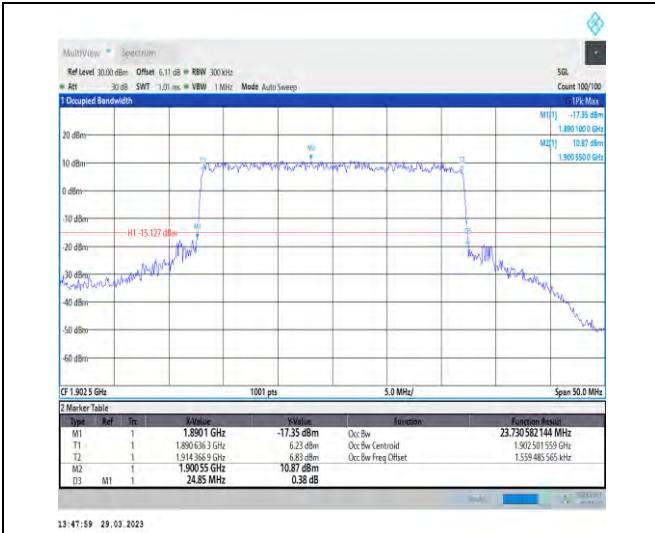 MultiView Spectrum
Ref Level 30.00 dBm Offset 6.11 dB RBW 300 kHz SGL
Att 30 dB SWT 1.01 ms VBW 1 MHz Mode Auto Sweep Count 100/100
1 Occupied Bandwidth 1Pk Max
M1[1] -17.35 dBm
1.890 100 0 GHz
M2[1] 10.87 dBm
1.900 550 0 GHz
20 dBm
M2
T1 T2
10 dBm
0 dBm
-10 dBm
H1 -15.127 dBm
M1
D3
-20 dBm
-30 dBm
-40 dBm
-50 dBm
-60 dBm
CF 1.902 5 GHz 1001 pts 5.0 MHz/ Span 50.0 MHz
2 Marker Table
Type Ref Trc X-Value Y-Value Function Function Result
M1 1 1.8901 GHz -17.35 dBm Occ Bw 23.730 582 144 MHz
T1 1 1.890 636 3 GHz 6.23 dBm Occ Bw Centroid 1.902 501 559 GHz
T2 1 1.914 366 9 GHz 6.83 dBm Occ Bw Freq Offset 1.559 485 565 kHz
M2 1 1.900 55 GHz 10.87 dBm
D3 M1 1 24.85 MHz 0.38 dB
13:47:59 29.03.2023